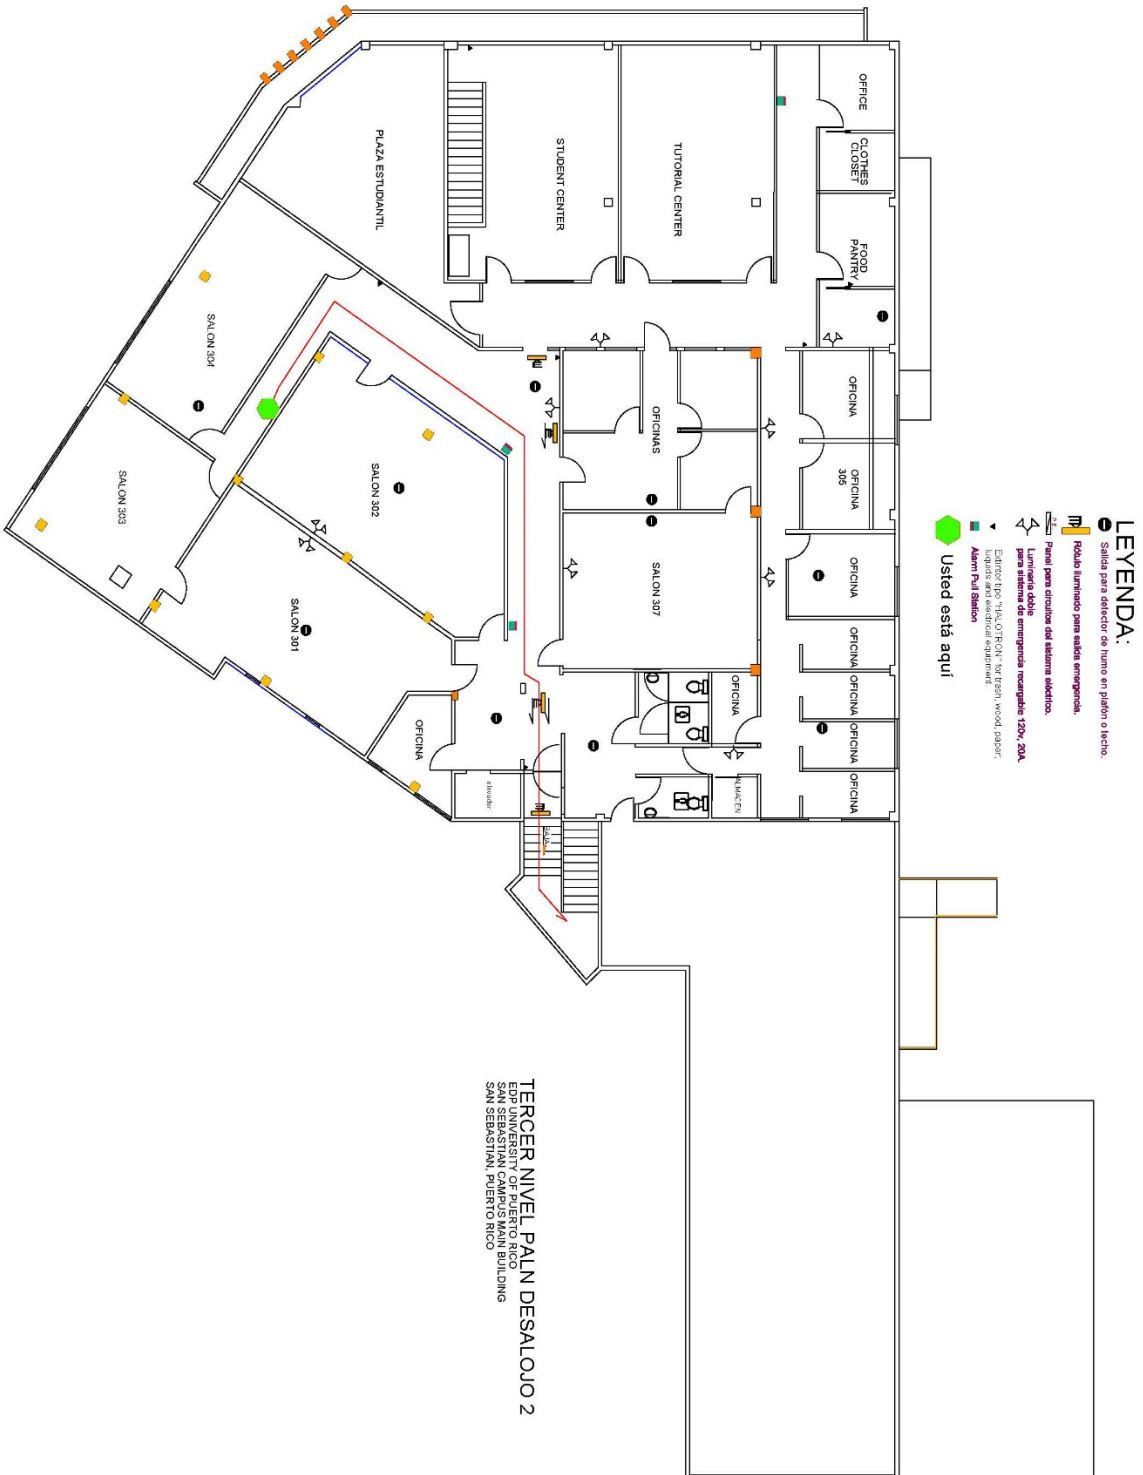 LEYENDA:
Salida para detector de humo en plafón o techo.
Rótulo iluminado para salida emergencia.
P.E.
Panel para circuitos del sistema eléctrico.
Luminaria doble
para sistema de emergencia recargable 120v, 20A.
Extintor tipo "HALOTRON" for trash, wood, paper,
liquids and electrical equipment
Alarm Pull Station
Usted está aquí
OFFICE
CLOTHES
CLOSET
FOOD
PANTRY
OFICINA
OFICINA
305
OFICINA
OFICINA
OFICINA
OFICINA
OFICINA
TUTORIAL CENTER
STUDENT CENTER
PLAZA ESTUDIANTIL
OFICINAS
SALON 307
OFICINA
ALMACEN
SALON 304
SALON 303
SALON 302
SALON 301
OFICINA
elevador
BAJA
TERCER NIVEL PALN DESALOJO 2
EDP UNIVERSITY OF PUERTO RICO
SAN SEBASTIAN CAMPUS MAIN BUILDING
SAN SEBASTIAN, PUERTO RICO